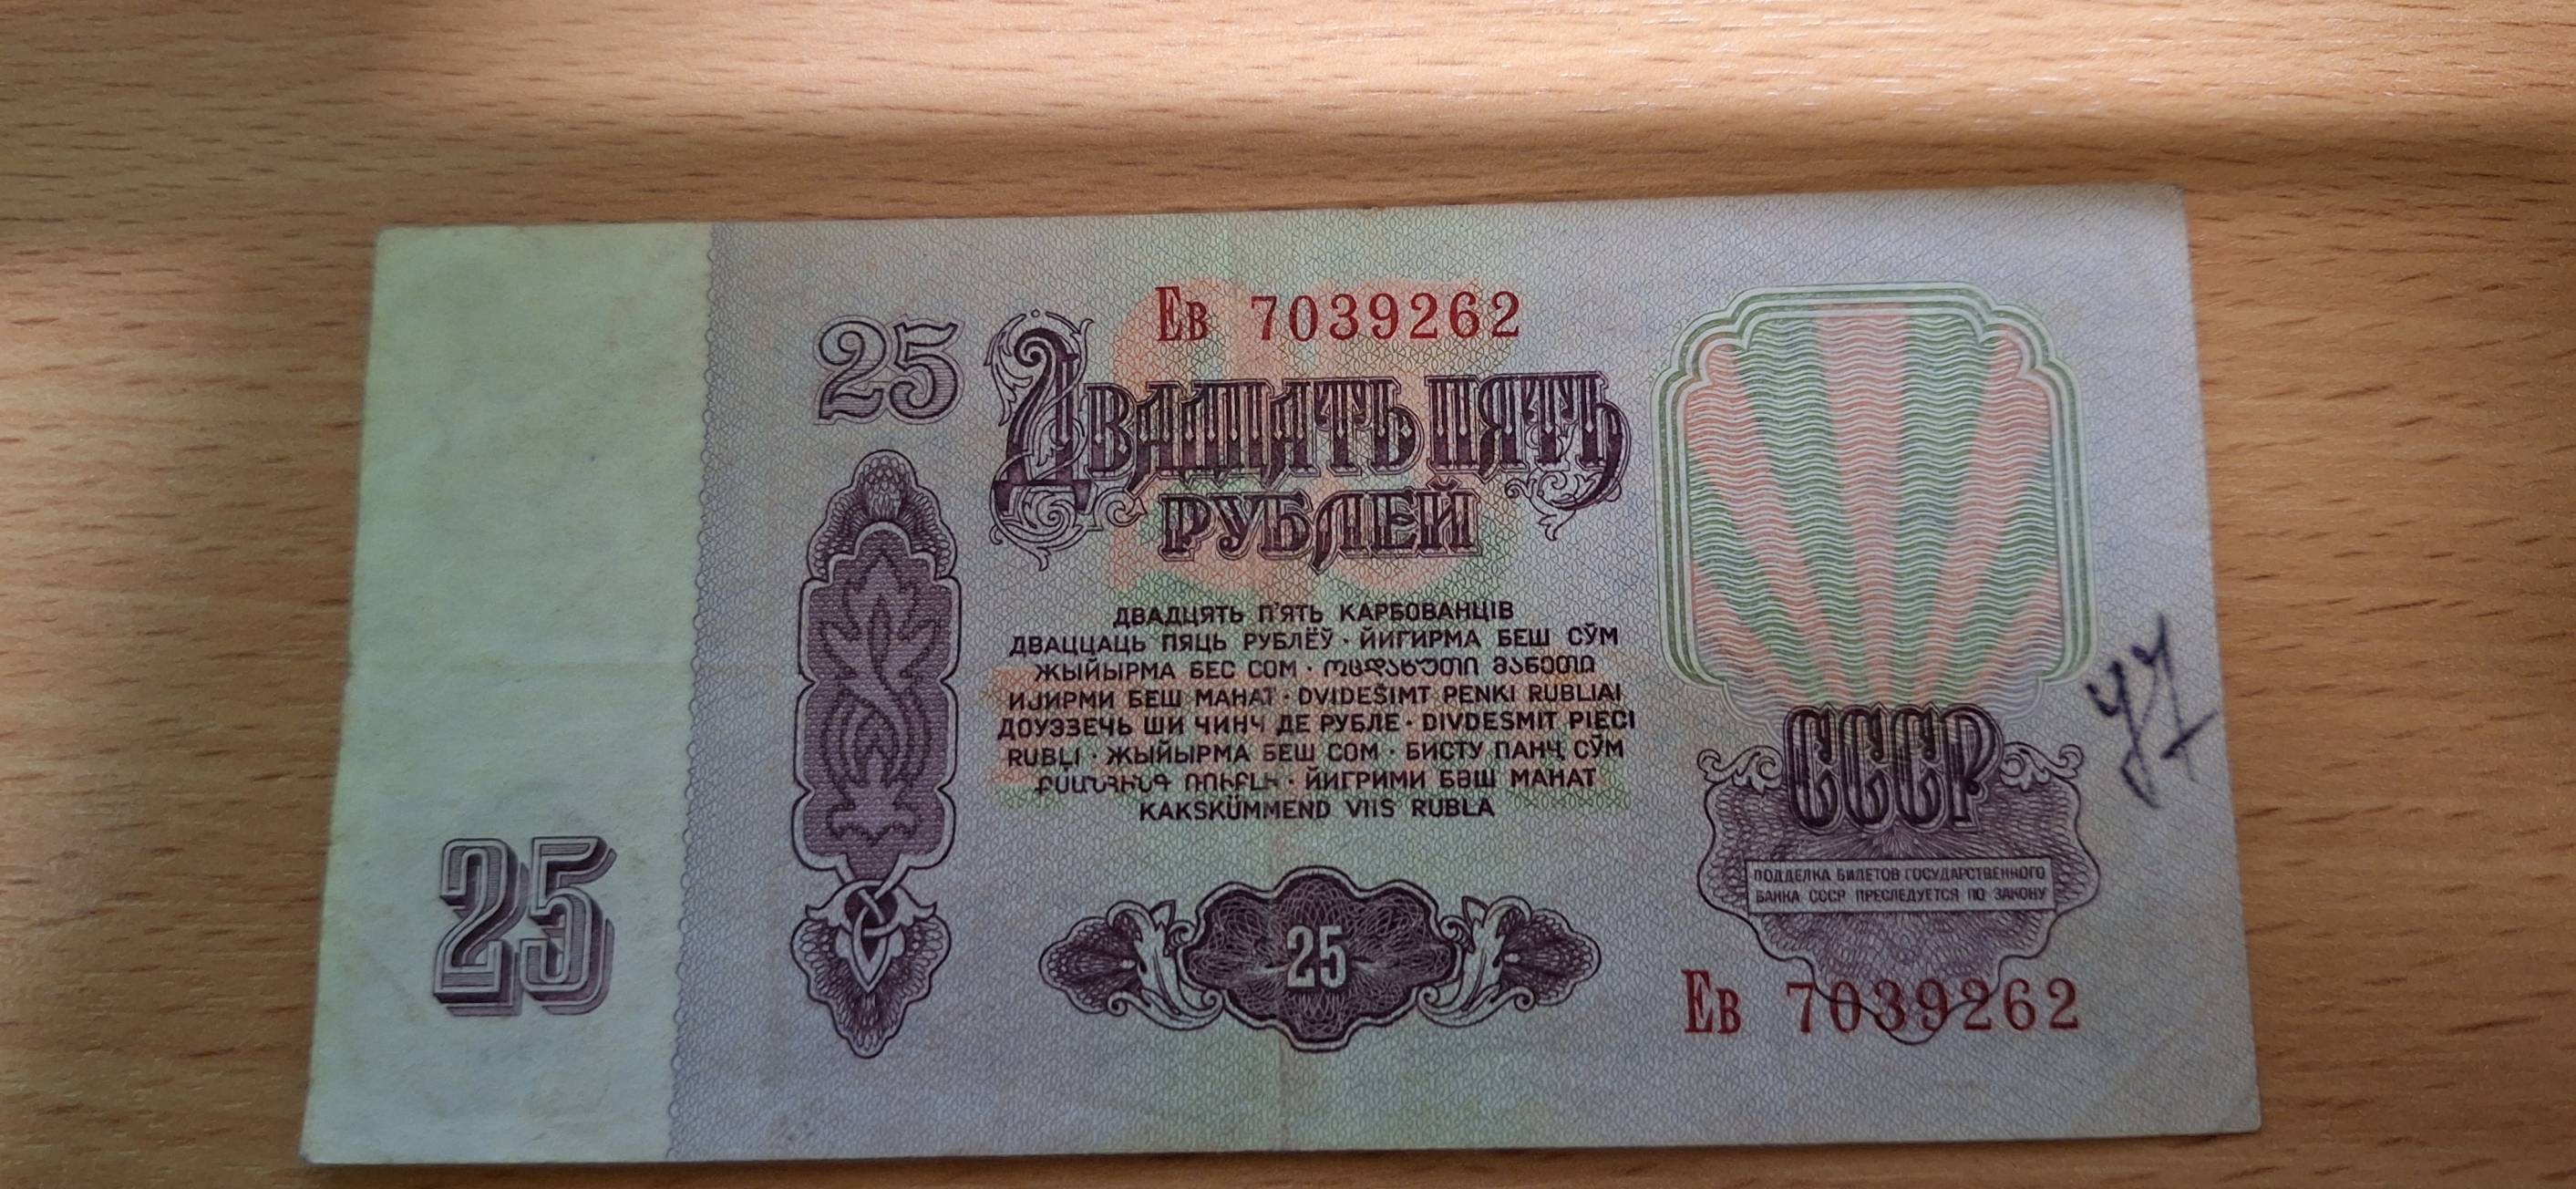 Ев 7039262
25
Двадцать пять
рублей
ДВАДЦЯТЬ П'ЯТЬ КАРБОВАНЦІВ
ДВАЦЦАЦЬ ПЯЦЬ РУБЛЁЎ · ЙИГИРМА БЕШ СЎМ
ЖЫЙЫРМА БЕС СОМ · ოცდახუთი მანეთი
ИЈИРМИ БЕШ МАНАТ · DVIDEŠIMT PENKI RUBLIAI
ДОУЭЗЕЧЬ ШИ ЧИНЧ ДЕ РУБЛЕ · DIVDESMIT PIECI
RUBĻI · ЖЫЙЫРМА БЕШ СОМ · БИСТУ ПАНҶ СӮМ
ՔՍԱՆՀԻՆԳ ՌՈՒԲԼԻ · ЙИГРИМИ БӘШ МАНАТ
KAKSKÜMMEND VIIS RUBLA
СССР
ПОДДЕЛКА БИЛЕТОВ ГОСУДАРСТВЕННОГО
БАНКА СССР ПРЕСЛЕДУЕТСЯ ПО ЗАКОНУ
25
25
Ев 7039262